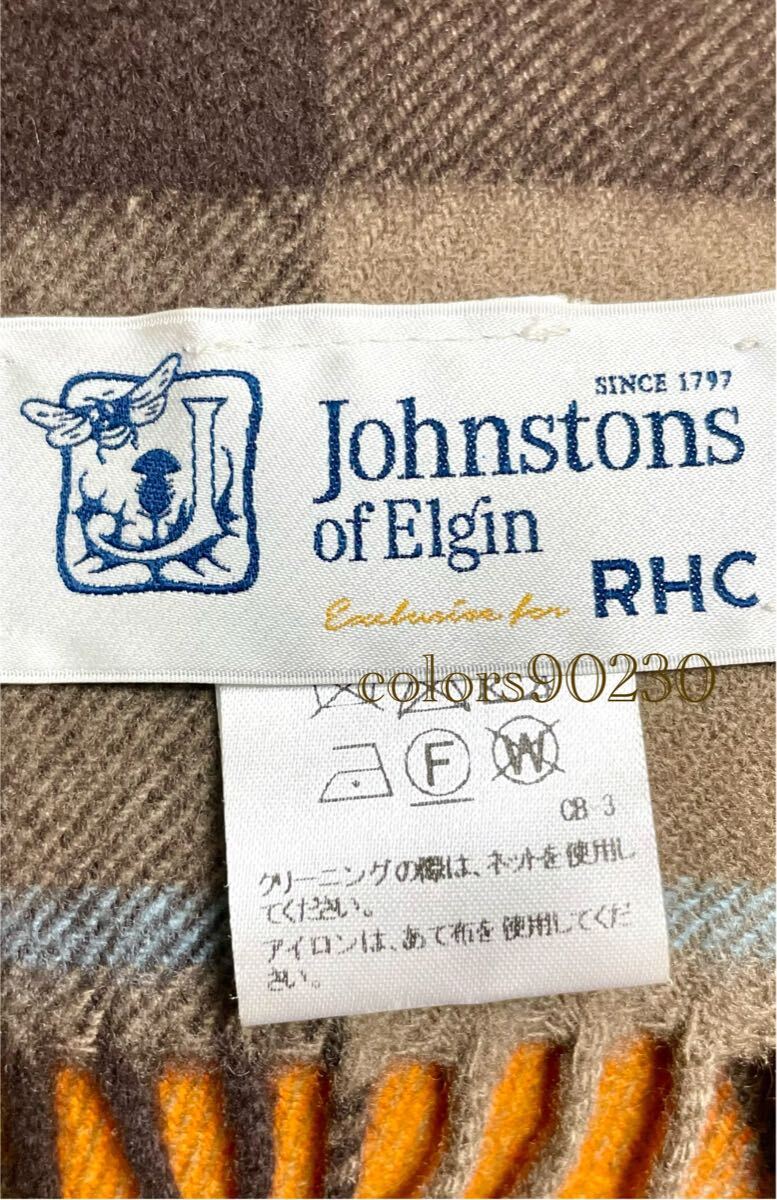 SINCE 1797
Johnstons
of Elgin
Exclusive for RHC
colors90230
F W
CB-3
クリーニングの際は、ネットを使用し
てください。
アイロンは、あて布を使用してくだ
さい。